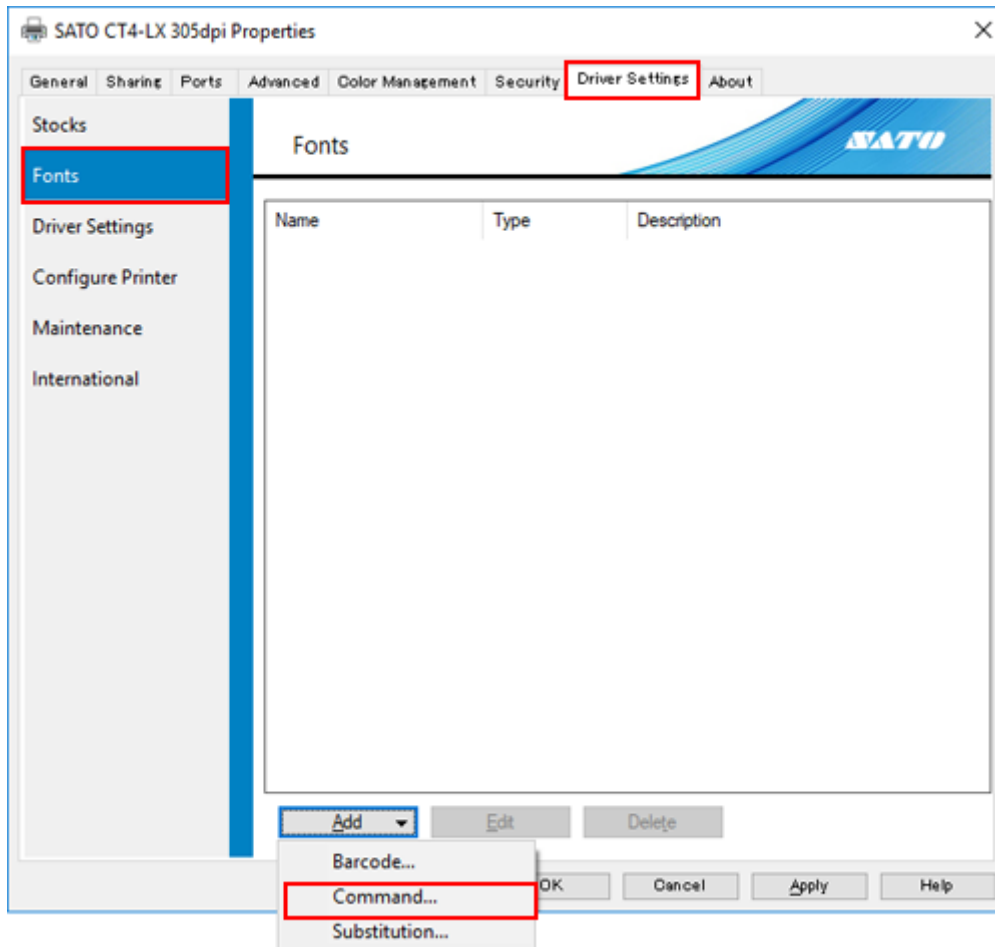 SATO CT4-LX 305dpi Properties
General Sharing Ports Advanced Color Management Security Driver Settings About
Stocks
Fonts
Driver Settings
Configure Printer
Maintenance
International
Fonts
SATO
Name Type Description
Add Edit Delete
Barcode...
Command...
Substitution...
OK Cancel Apply Help